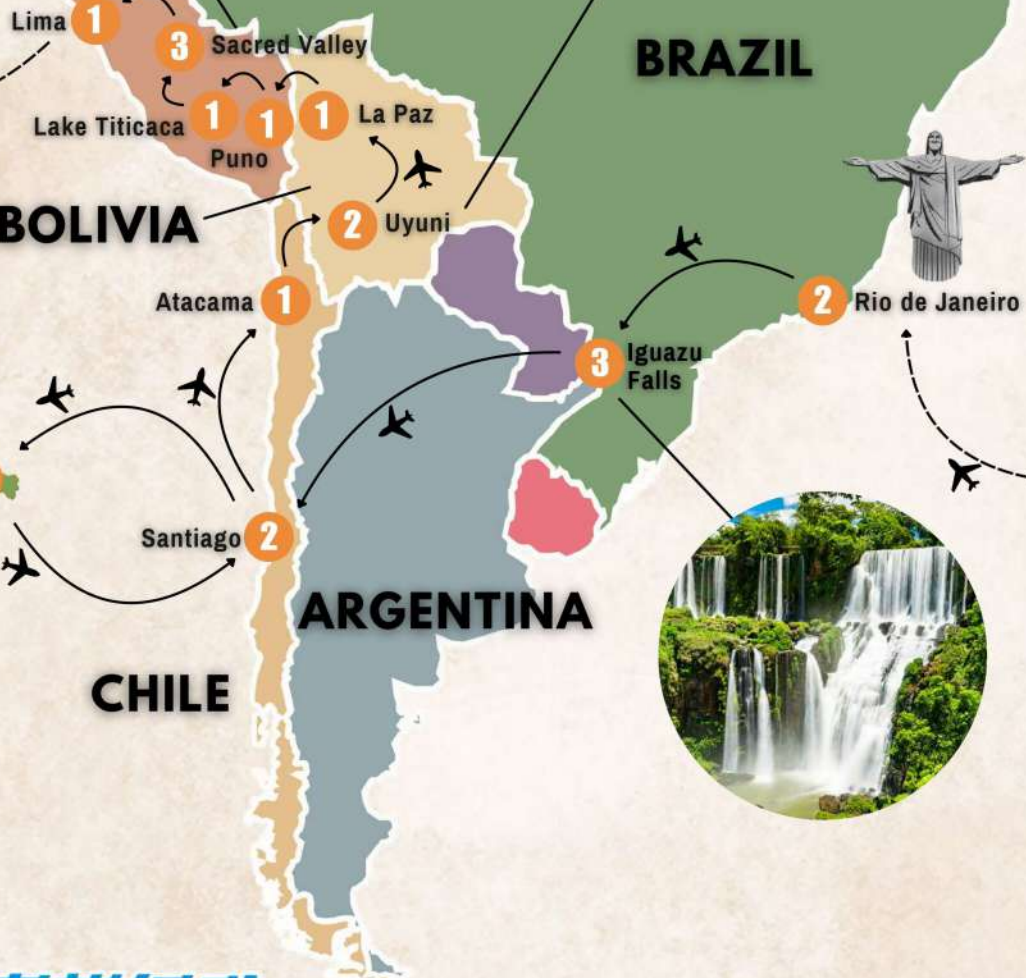 Lima 1
3 Sacred Valley
BRAZIL
Lake Titicaca 1 1 1 La Paz
Puno
BOLIVIA
2 Uyuni
Atacama 1
2 Rio de Janeiro
3 Iguazu
Falls
Santiago 2
ARGENTINA
CHILE